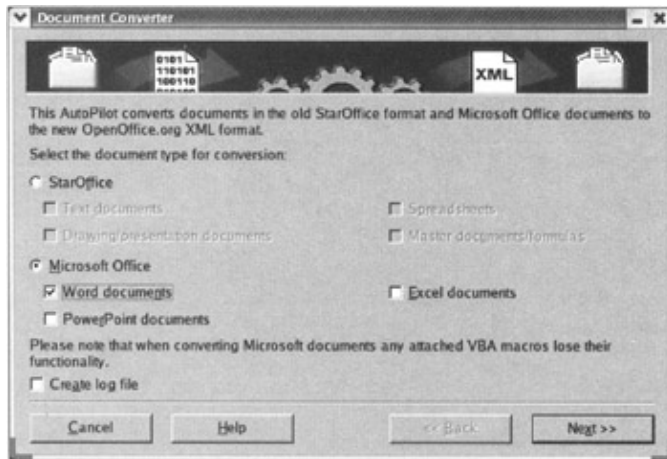 Document Converter
0101
110101
100110
XML
This AutoPilot converts documents in the old StarOffice format and Microsoft Office documents to
the new OpenOffice.org XML format.
Select the document type for conversion:
StarOffice
Text documents
Spreadsheets
Drawing/presentation documents
Master documents/formulas
Microsoft Office
Word documents
Excel documents
PowerPoint documents
Please note that when converting Microsoft documents any attached VBA macros lose their
functionality.
Create log file
Cancel
Help
<< Back
Next >>